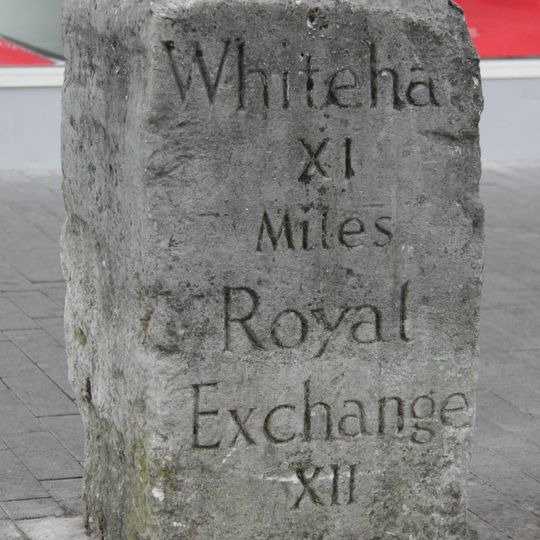 Whiteha
XI
Miles
Royal
Exchange
XII